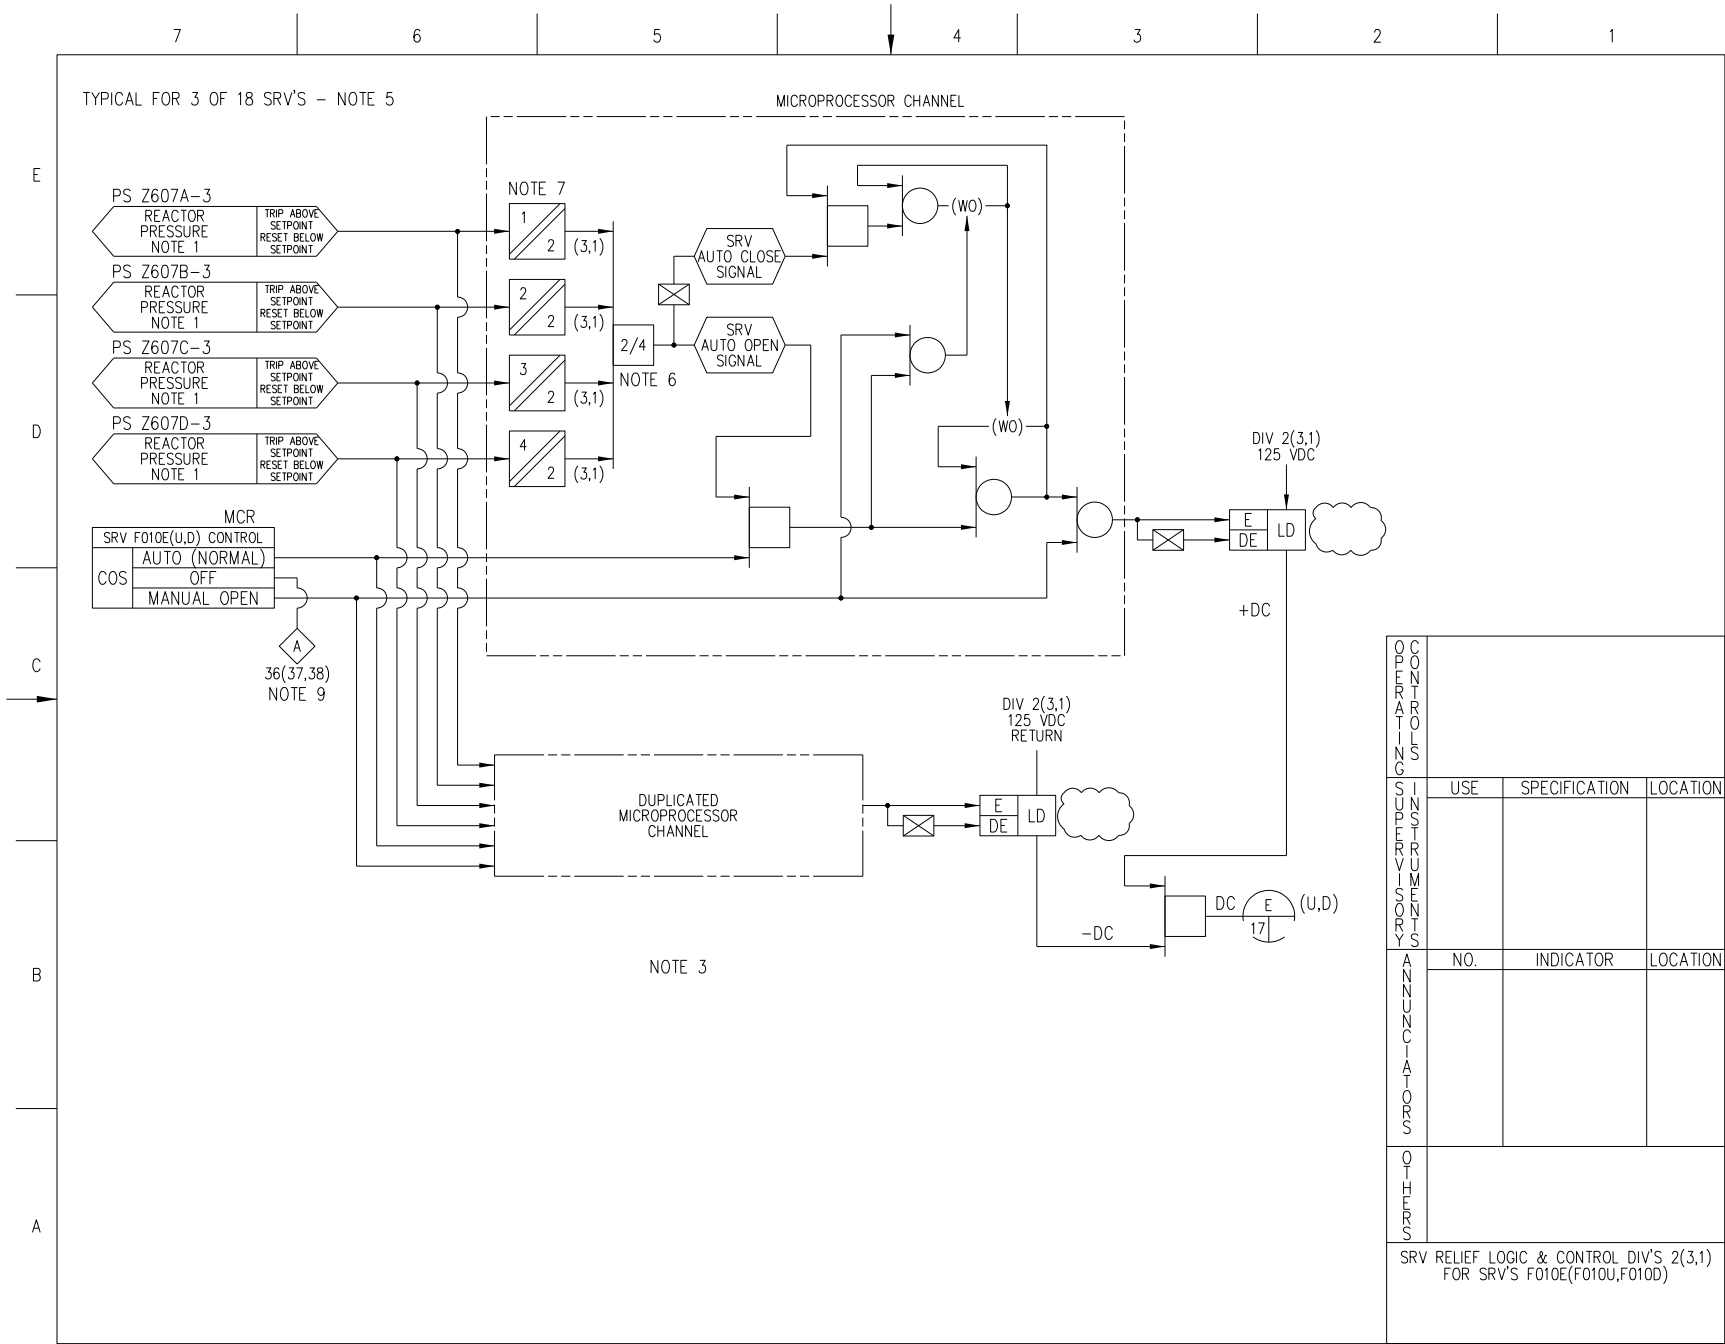 7 6 5 4 3 2 1
TYPICAL FOR 3 OF 18 SRV'S – NOTE 5
MICROPROCESSOR CHANNEL
E
D
C
B
A
PS Z607A–3
REACTOR
PRESSURE
NOTE 1
TRIP ABOVE
SETPOINT
RESET BELOW
SETPOINT
PS Z607B–3
REACTOR
PRESSURE
NOTE 1
TRIP ABOVE
SETPOINT
RESET BELOW
SETPOINT
PS Z607C–3
REACTOR
PRESSURE
NOTE 1
TRIP ABOVE
SETPOINT
RESET BELOW
SETPOINT
PS Z607D–3
REACTOR
PRESSURE
NOTE 1
TRIP ABOVE
SETPOINT
RESET BELOW
SETPOINT
NOTE 7
1
2 (3,1)
2
2 (3,1)
3
2 (3,1)
4
2 (3,1)
2/4
NOTE 6
SRV
AUTO CLOSE
SIGNAL
SRV
AUTO OPEN
SIGNAL
(WO)
(WO)
MCR
SRV F010E(U,D) CONTROL
COS
AUTO (NORMAL)
OFF
MANUAL OPEN
A
36(37,38)
NOTE 9
DIV 2(3,1)
125 VDC
E
DE
LD
+DC
DUPLICATED
MICROPROCESSOR
CHANNEL
DIV 2(3,1)
125 VDC
RETURN
E
DE
LD
–DC
DC
E
17
(U,D)
NOTE 3
OPERATING
CONTROLS
SUPERVISORY
INSTRUMENTS
USE SPECIFICATION LOCATION
ANNUNCIATORS
NO. INDICATOR LOCATION
OTHERS
SRV RELIEF LOGIC & CONTROL DIV'S 2(3,1)
FOR SRV'S F010E(F010U,F010D)